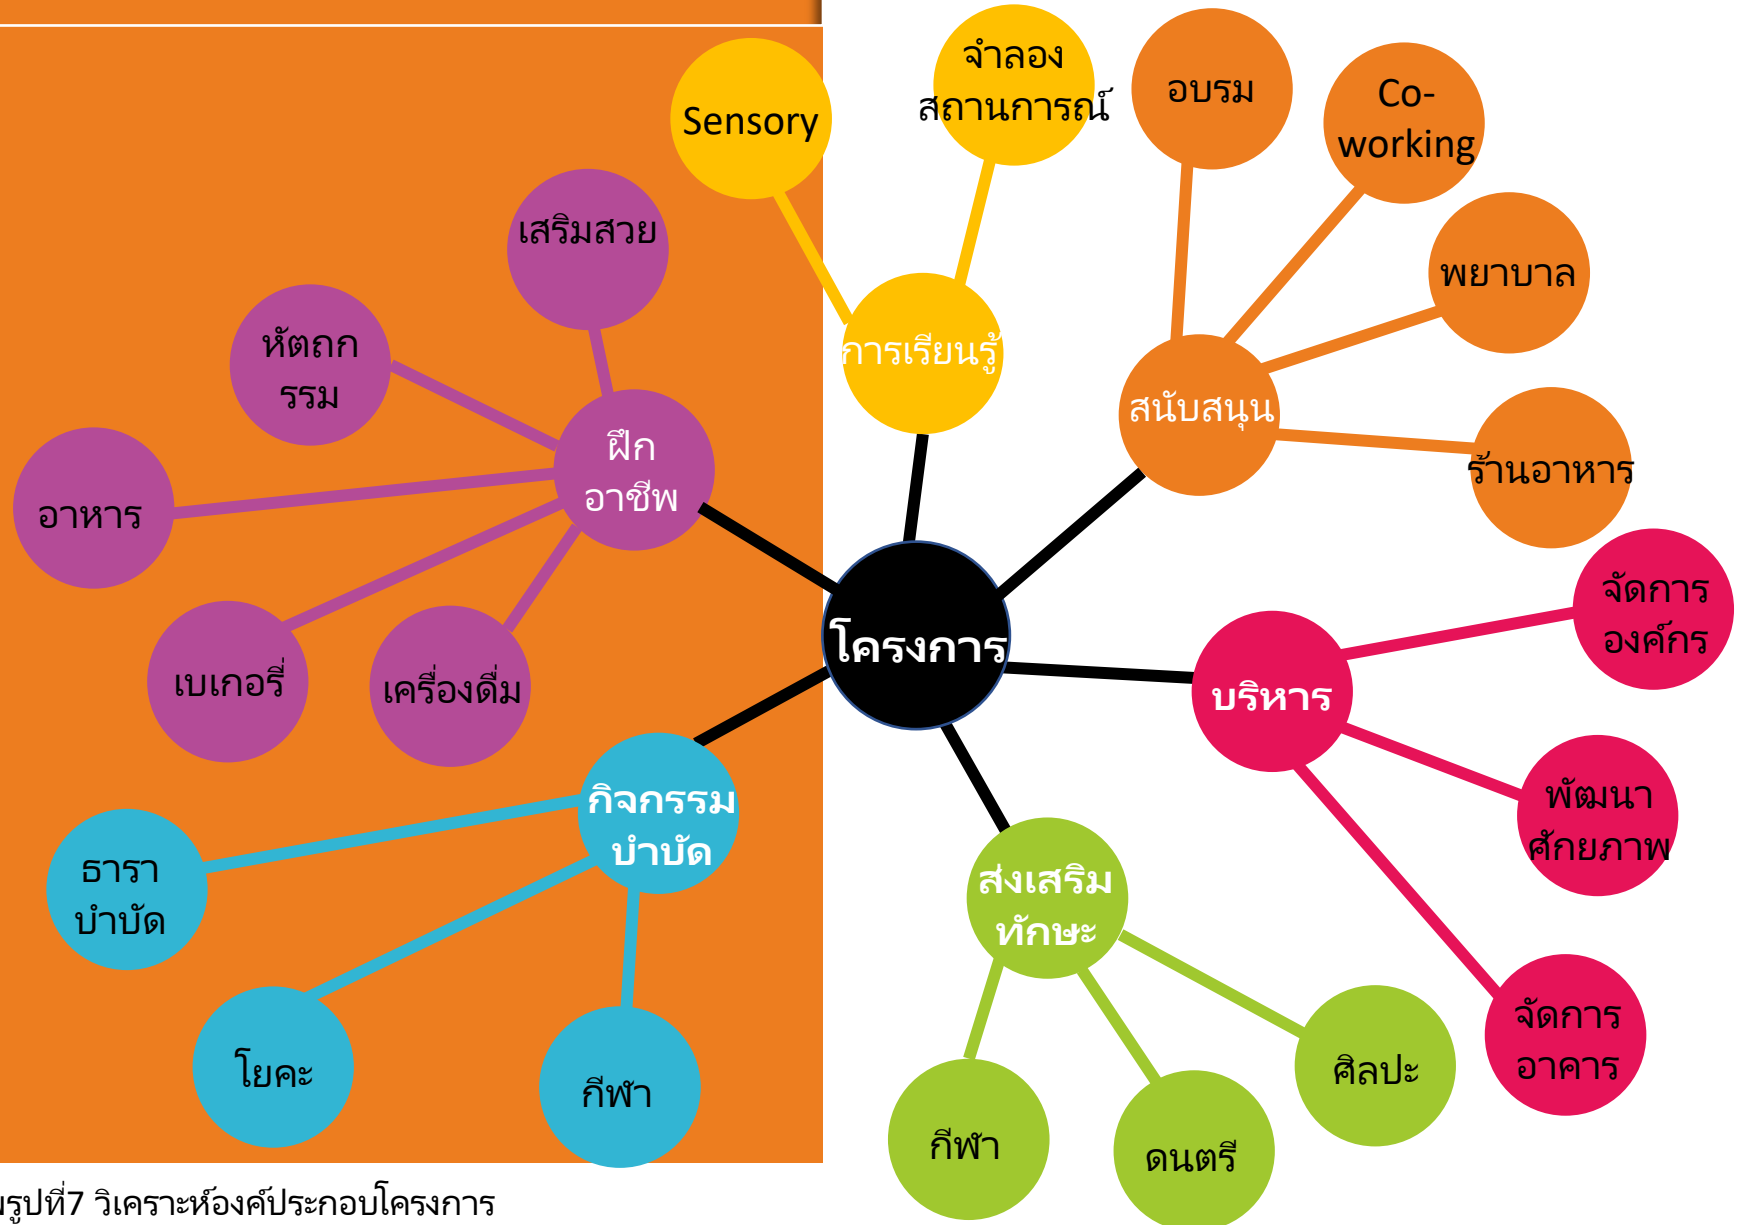 Sensory
จำลอง
สถานการณ์
อบรม
Co-
working
เสริมสวย
พยาบาล
หัตถก
รรม
การเรียนรู้
สนับสนุน
ฝึก
อาชีพ
ร้านอาหาร
อาหาร
จัดการ
องค์กร
โครงการ
เบเกอรี่
เครื่องดื่ม
บริหาร
กิจกรรม
บำบัด
พัฒนา
ศักยภาพ
ธารา
บำบัด
ส่งเสริม
ทักษะ
จัดการ
อาคาร
โยคะ
กีฬา
ศิลปะ
กีฬา
ดนตรี
รูปที่7 วิเคราะห์องค์ประกอบโครงการ